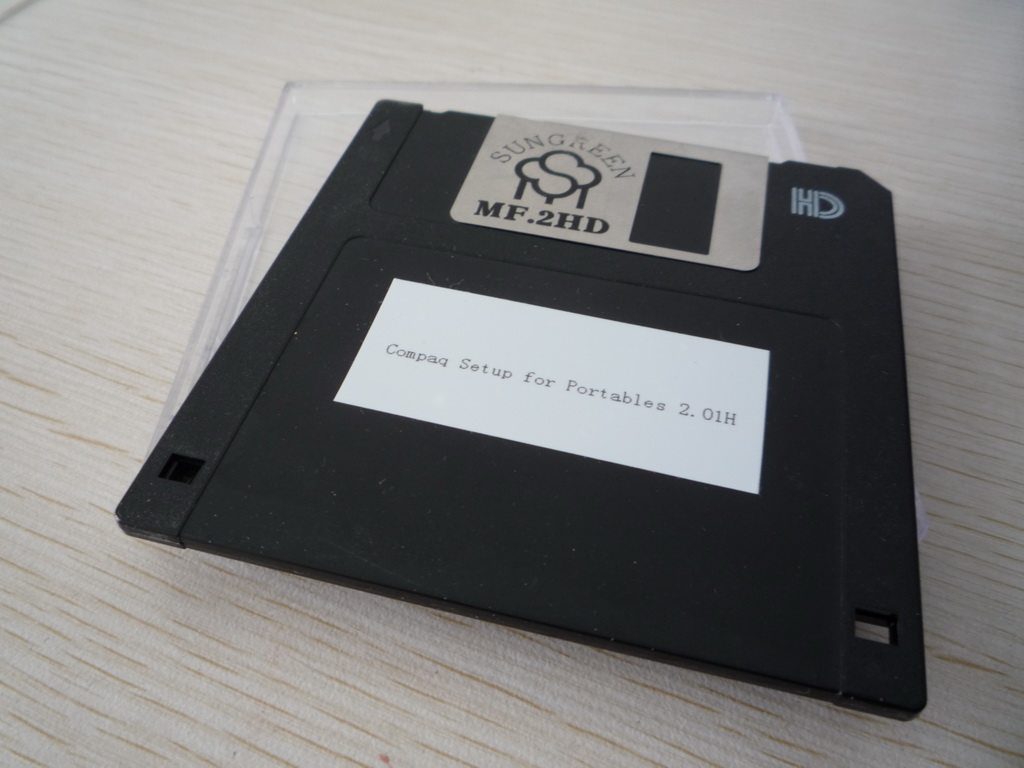 SUNGREEN
S
MF.2HD
HD
Compaq Setup for Portables 2.01H